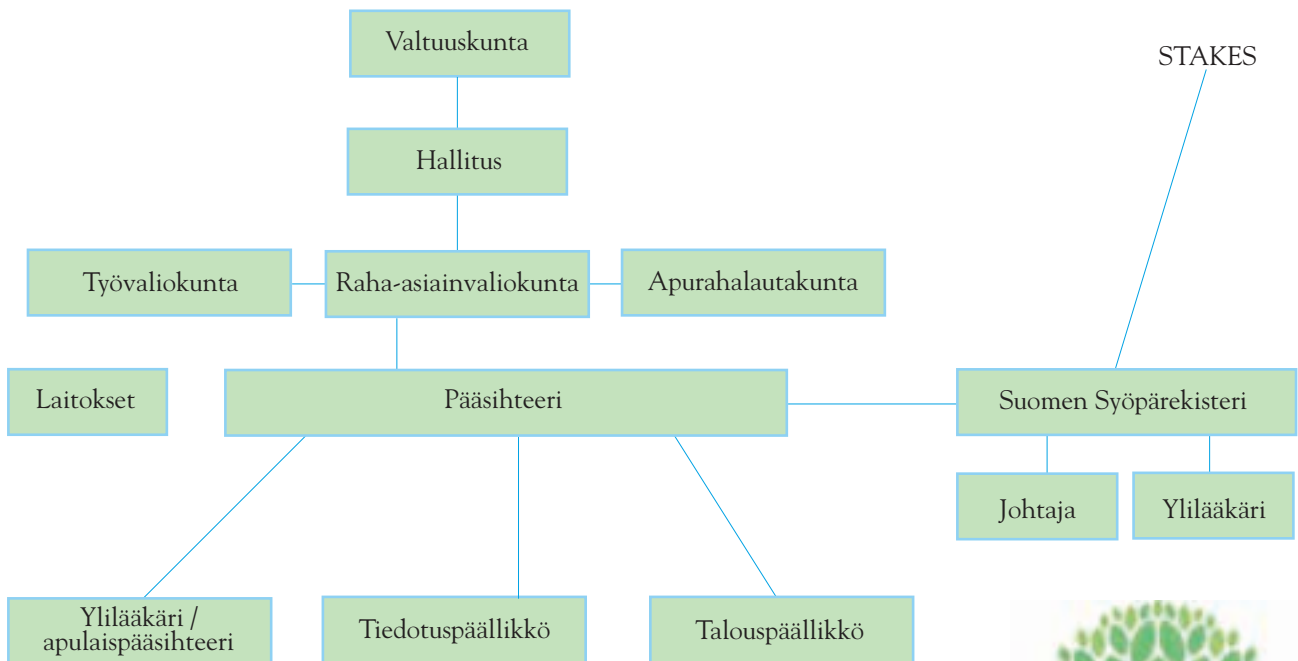 Valtuuskunta
STAKES
Hallitus
Työvaliokunta
Raha-asiainvaliokunta
Apurahalautakunta
Laitokset
Pääsihteeri
Suomen Syöpärekisteri
Johtaja
Ylilääkäri
Ylilääkäri /
apulaispääsihteeri
Tiedotuspäällikkö
Talouspäällikkö